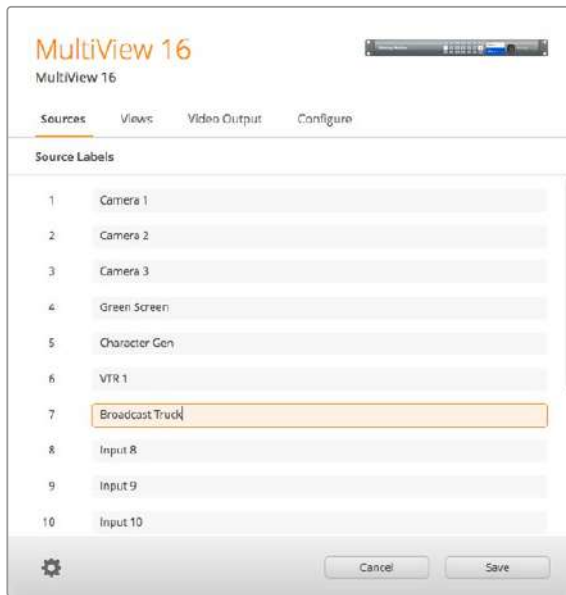 MultiView 16
MultiView 16
Sources Views Video Output Configure
Source Labels
1 Camera 1
2 Camera 2
3 Camera 3
4 Green Screen
5 Character Gen
6 VTR 1
7 Broadcast Truck
8 Input 8
9 Input 9
10 Input 10
Cancel Save